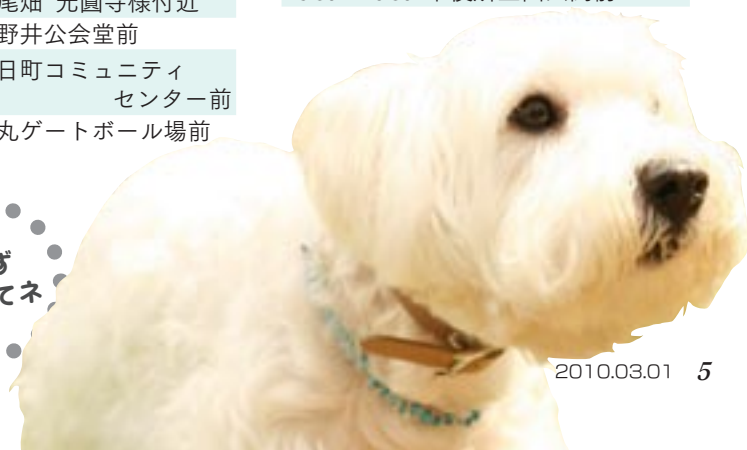 尾畑 光圓寺様付近
野井公会堂前
日町コミュニティ
センター前
丸ゲートボール場前
ず
てネ
2010.03.01 5